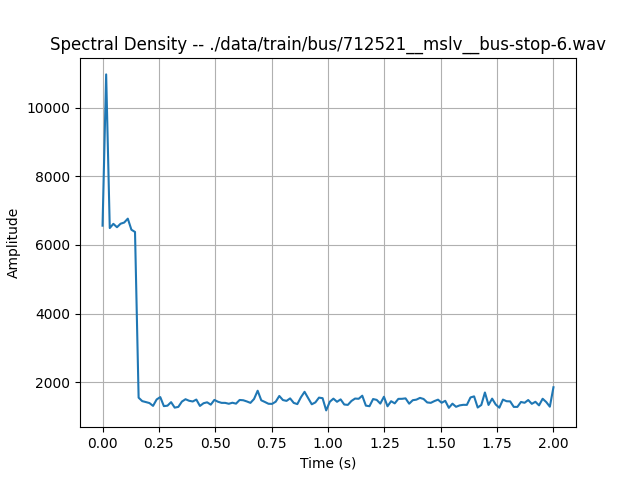 Spectral Density -- ./data/train/bus/712521__mslv__bus-stop-6.wav
10000
8000
6000
4000
2000
Amplitude
0.00 0.25 0.50 0.75 1.00 1.25 1.50 1.75 2.00
Time (s)